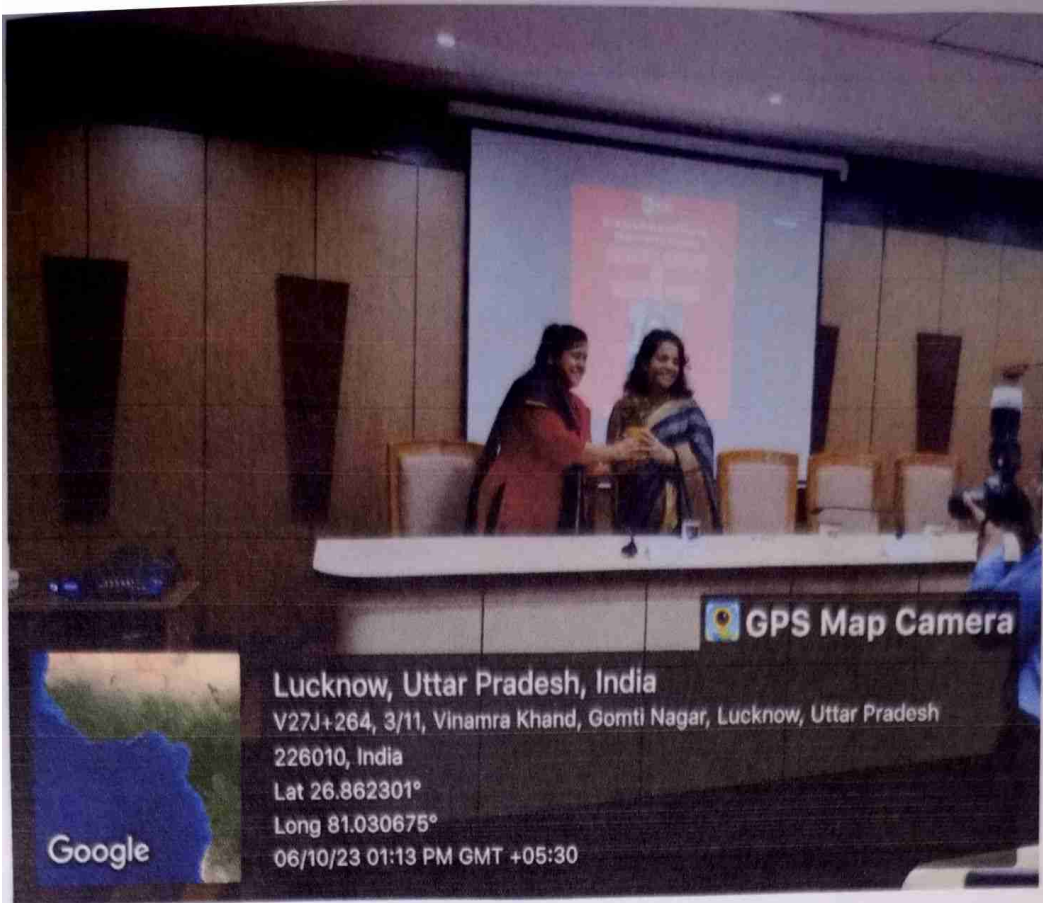 GPS Map Camera
Lucknow, Uttar Pradesh, India
V27J+264, 3/11, Vinamra Khand, Gomti Nagar, Lucknow, Uttar Pradesh
226010, India
Lat 26.862301°
Long 81.030675°
06/10/23 01:13 PM GMT +05:30
Google